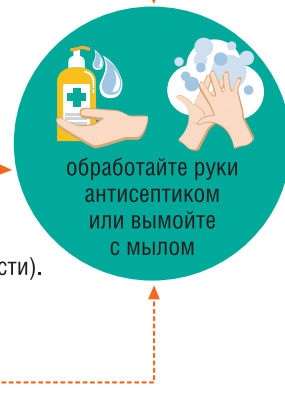 обработайте руки
антисептиком
или вымойте
с мылом
сти).